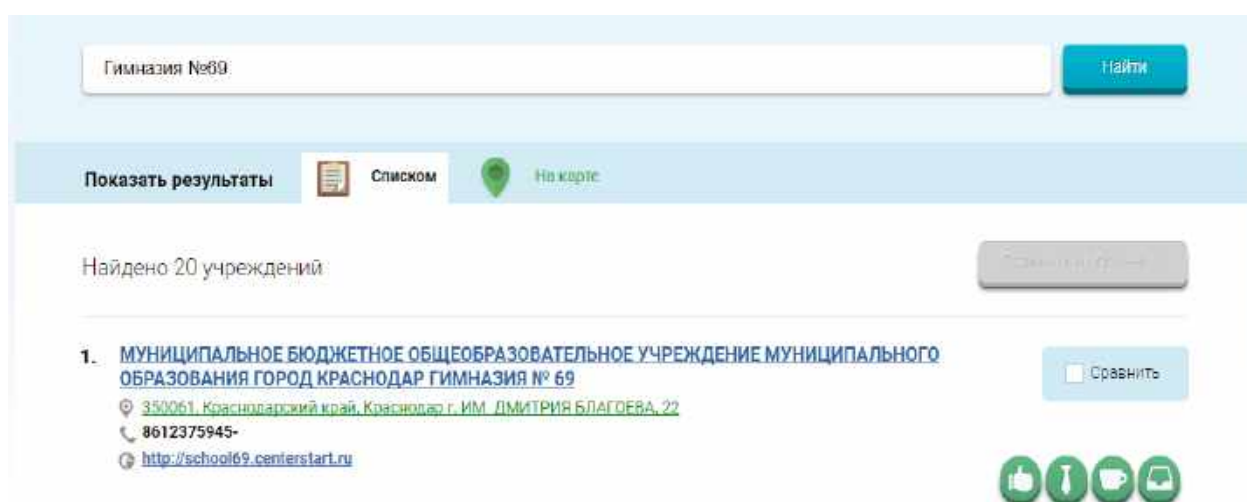 Гимназия №69
Найти
Показать результаты
Списком
На карте
Найдено 20 учреждений
1. МУНИЦИПАЛЬНОЕ БЮДЖЕТНОЕ ОБЩЕОБРАЗОВАТЕЛЬНОЕ УЧРЕЖДЕНИЕ МУНИЦИПАЛЬНОГО
ОБРАЗОВАНИЯ ГОРОД КРАСНОДАР ГИМНАЗИЯ № 69
Сравнить
350061, Краснодарский край, Краснодар г, ИМ. ДМИТРИЯ БЛАГОЕВА, 22
8612375945-
http://school69.centerstart.ru